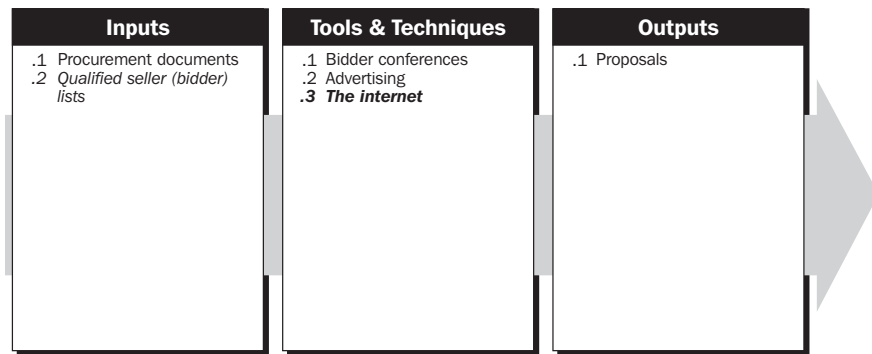 Inputs
.1 Procurement documents
.2 Qualified seller (bidder)
lists
Tools & Techniques
.1 Bidder conferences
.2 Advertising
.3 The internet
Outputs
.1 Proposals